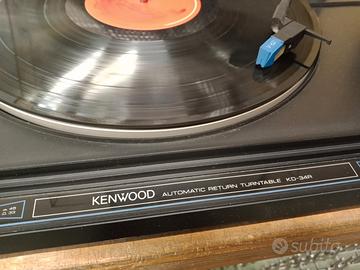 KENWOOD AUTOMATIC RETURN TURNTABLE KD-34R
45
33
subito